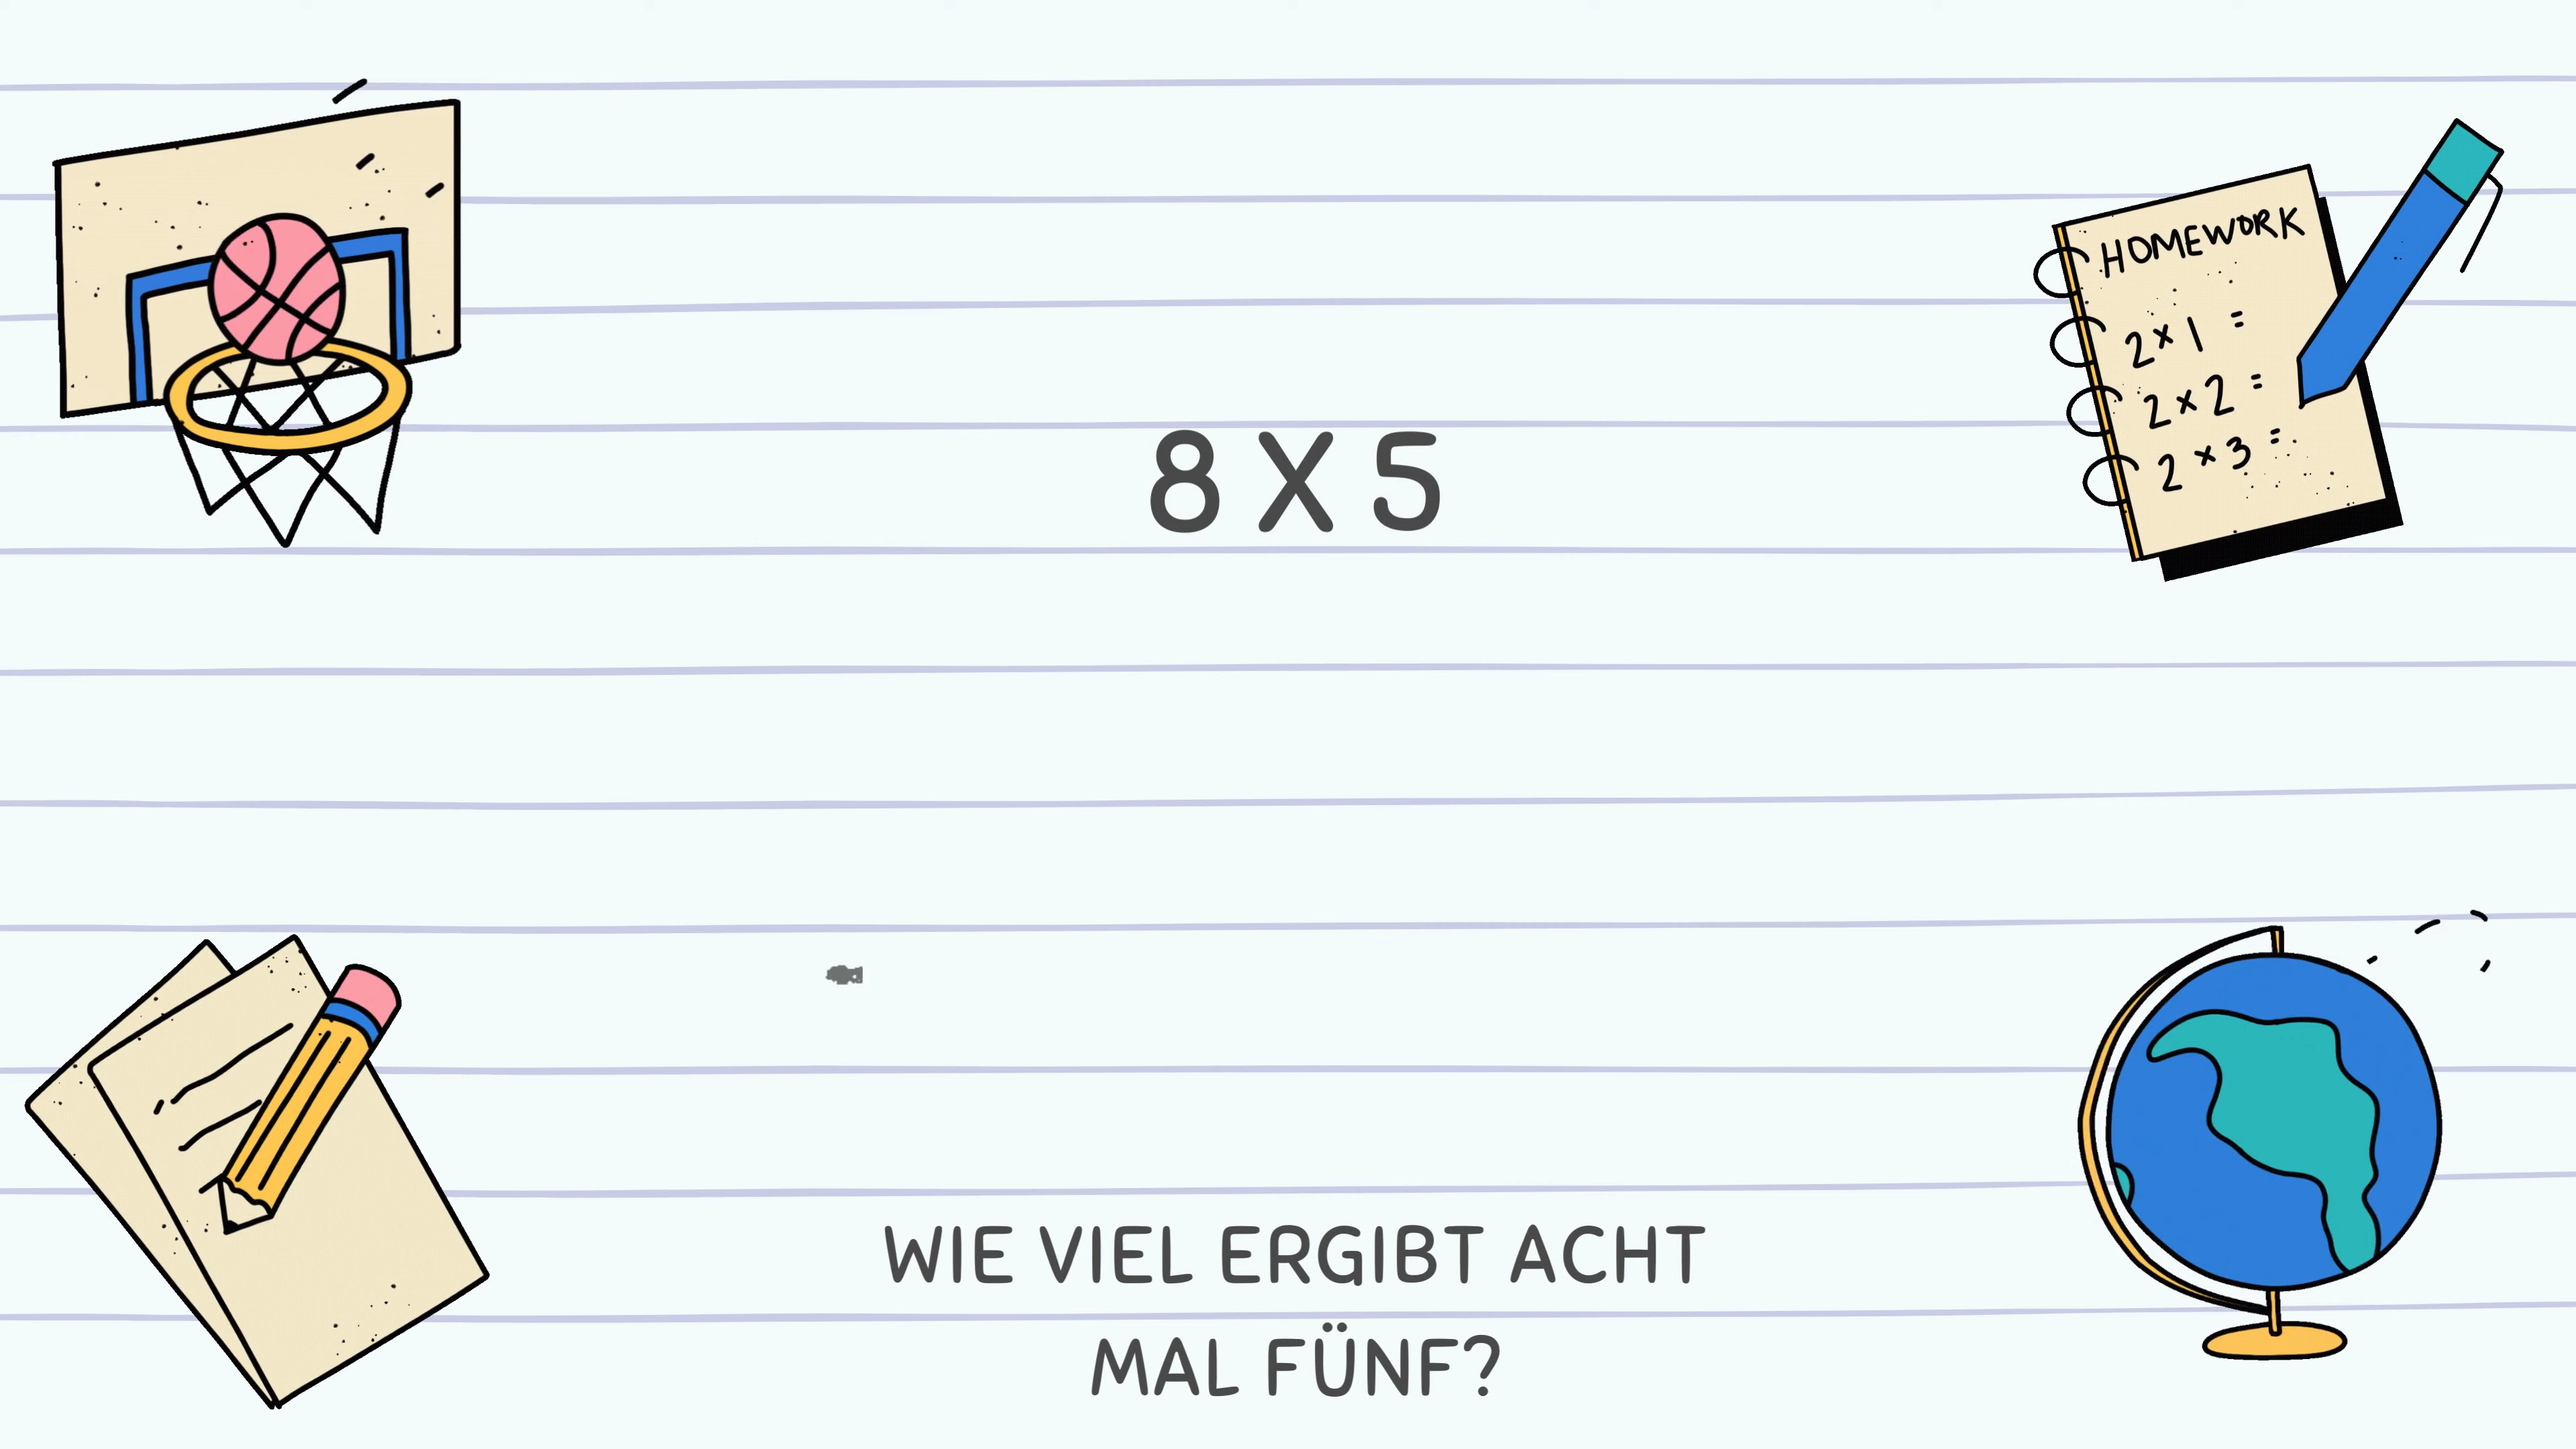 HOMEWORK
2 x 1 =
2 x 2 =
2 x 3 =
8 X 5
WIE VIEL ERGIBT ACHT
MAL FÜNF?